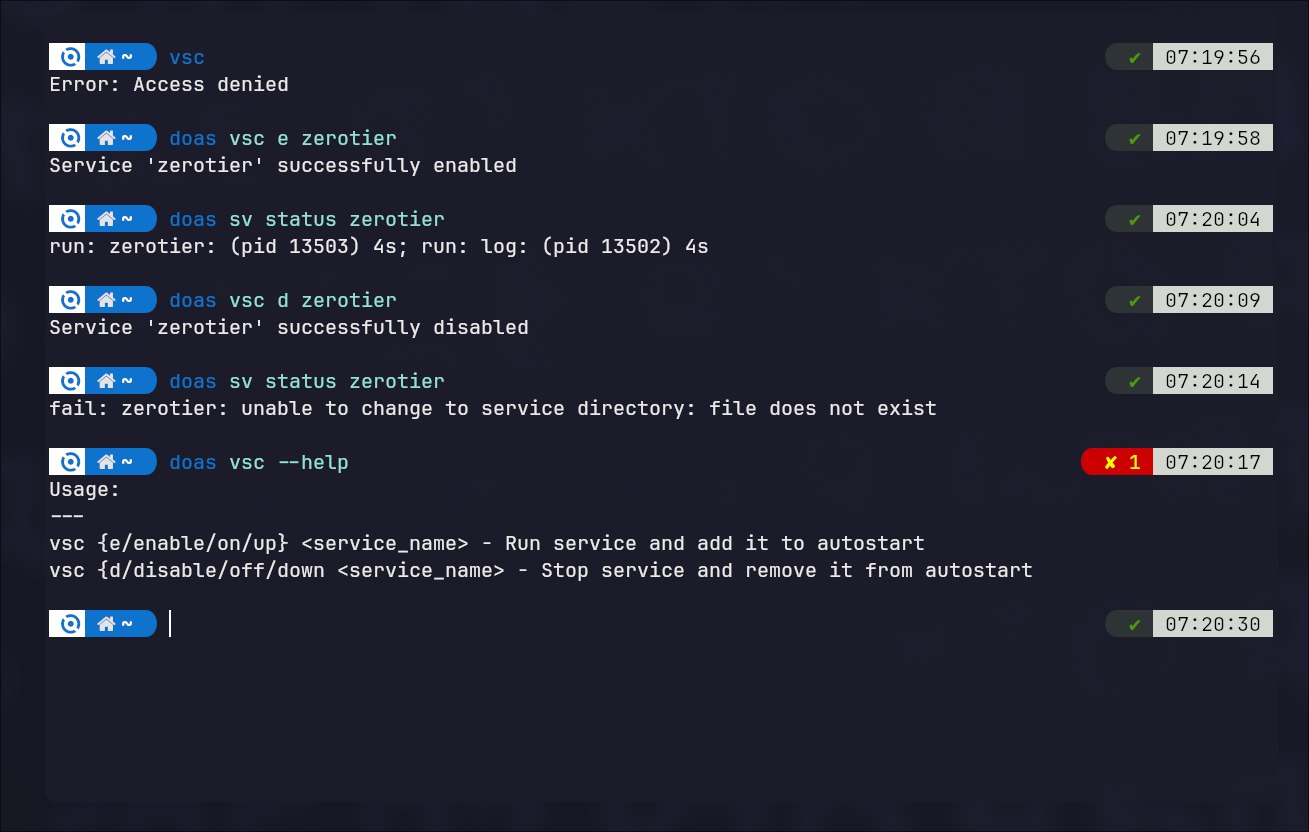 ~ vsc ✔ 07:19:56
Error: Access denied
~ doas vsc e zerotier ✔ 07:19:58
Service 'zerotier' successfully enabled
~ doas sv status zerotier ✔ 07:20:04
run: zerotier: (pid 13503) 4s; run: log: (pid 13502) 4s
~ doas vsc d zerotier ✔ 07:20:09
Service 'zerotier' successfully disabled
~ doas sv status zerotier ✔ 07:20:14
fail: zerotier: unable to change to service directory: file does not exist
~ doas vsc --help ✘ 1 07:20:17
Usage:
---
vsc {e/enable/on/up} <service_name> - Run service and add it to autostart
vsc {d/disable/off/down <service_name> - Stop service and remove it from autostart
~ ✔ 07:20:30